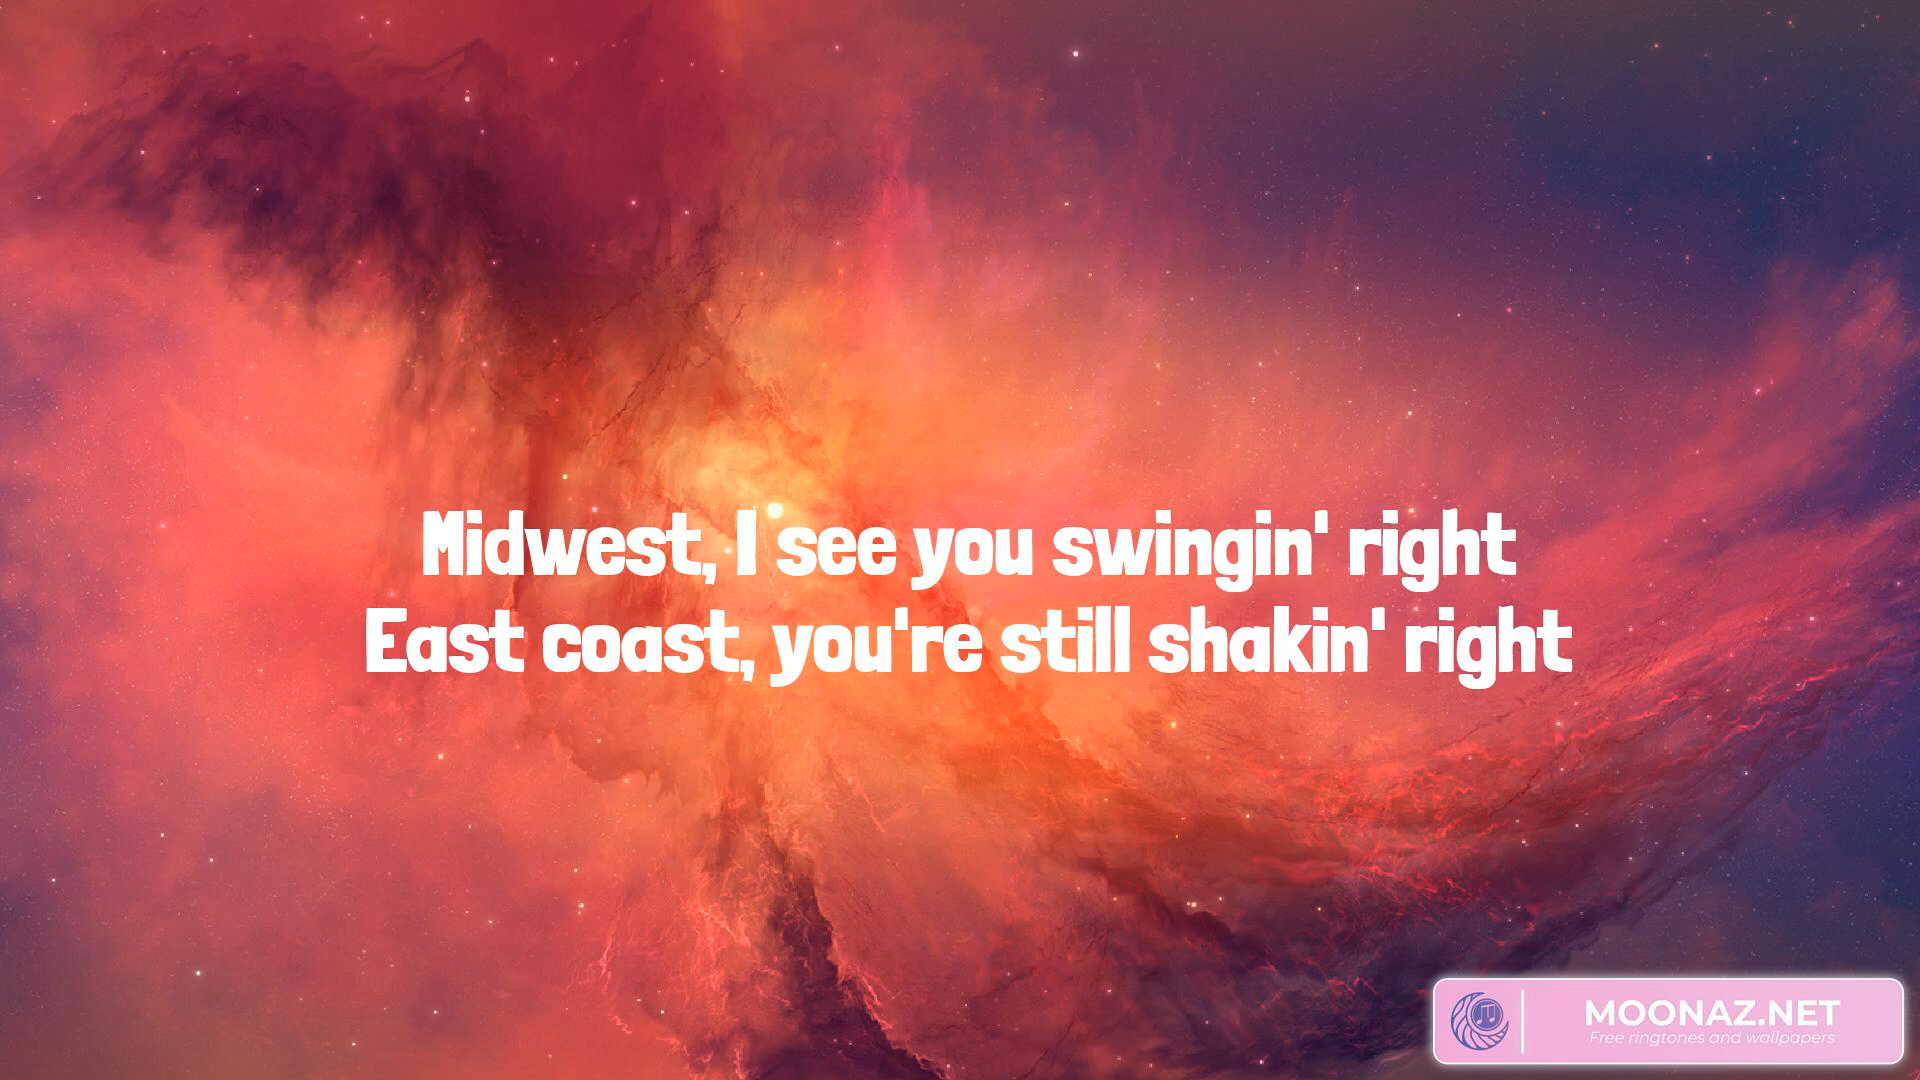 Midwest, I see you swingin' right
East coast, you're still shakin' right
MOONAZ.NET
Free ringtones and wallpapers